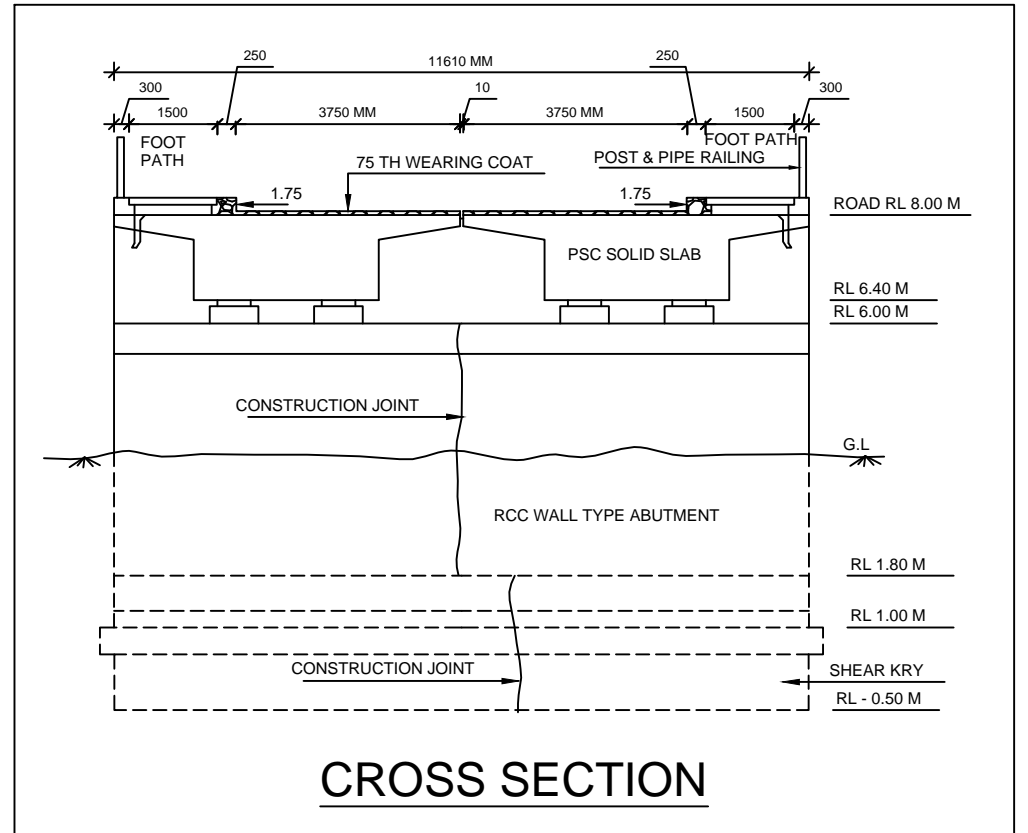 250
11610 MM
250
300
10
300
1500
3750 MM
3750 MM
1500
FOOT
PATH
FOOT PATH
75 TH WEARING COAT
POST & PIPE RAILING
1.75
1.75
ROAD RL 8.00 M
PSC SOLID SLAB
RL 6.40 M
RL 6.00 M
CONSTRUCTION JOINT
G.L
RCC WALL TYPE ABUTMENT
RL 1.80 M
RL 1.00 M
CONSTRUCTION JOINT
SHEAR KRY
RL - 0.50 M
CROSS SECTION